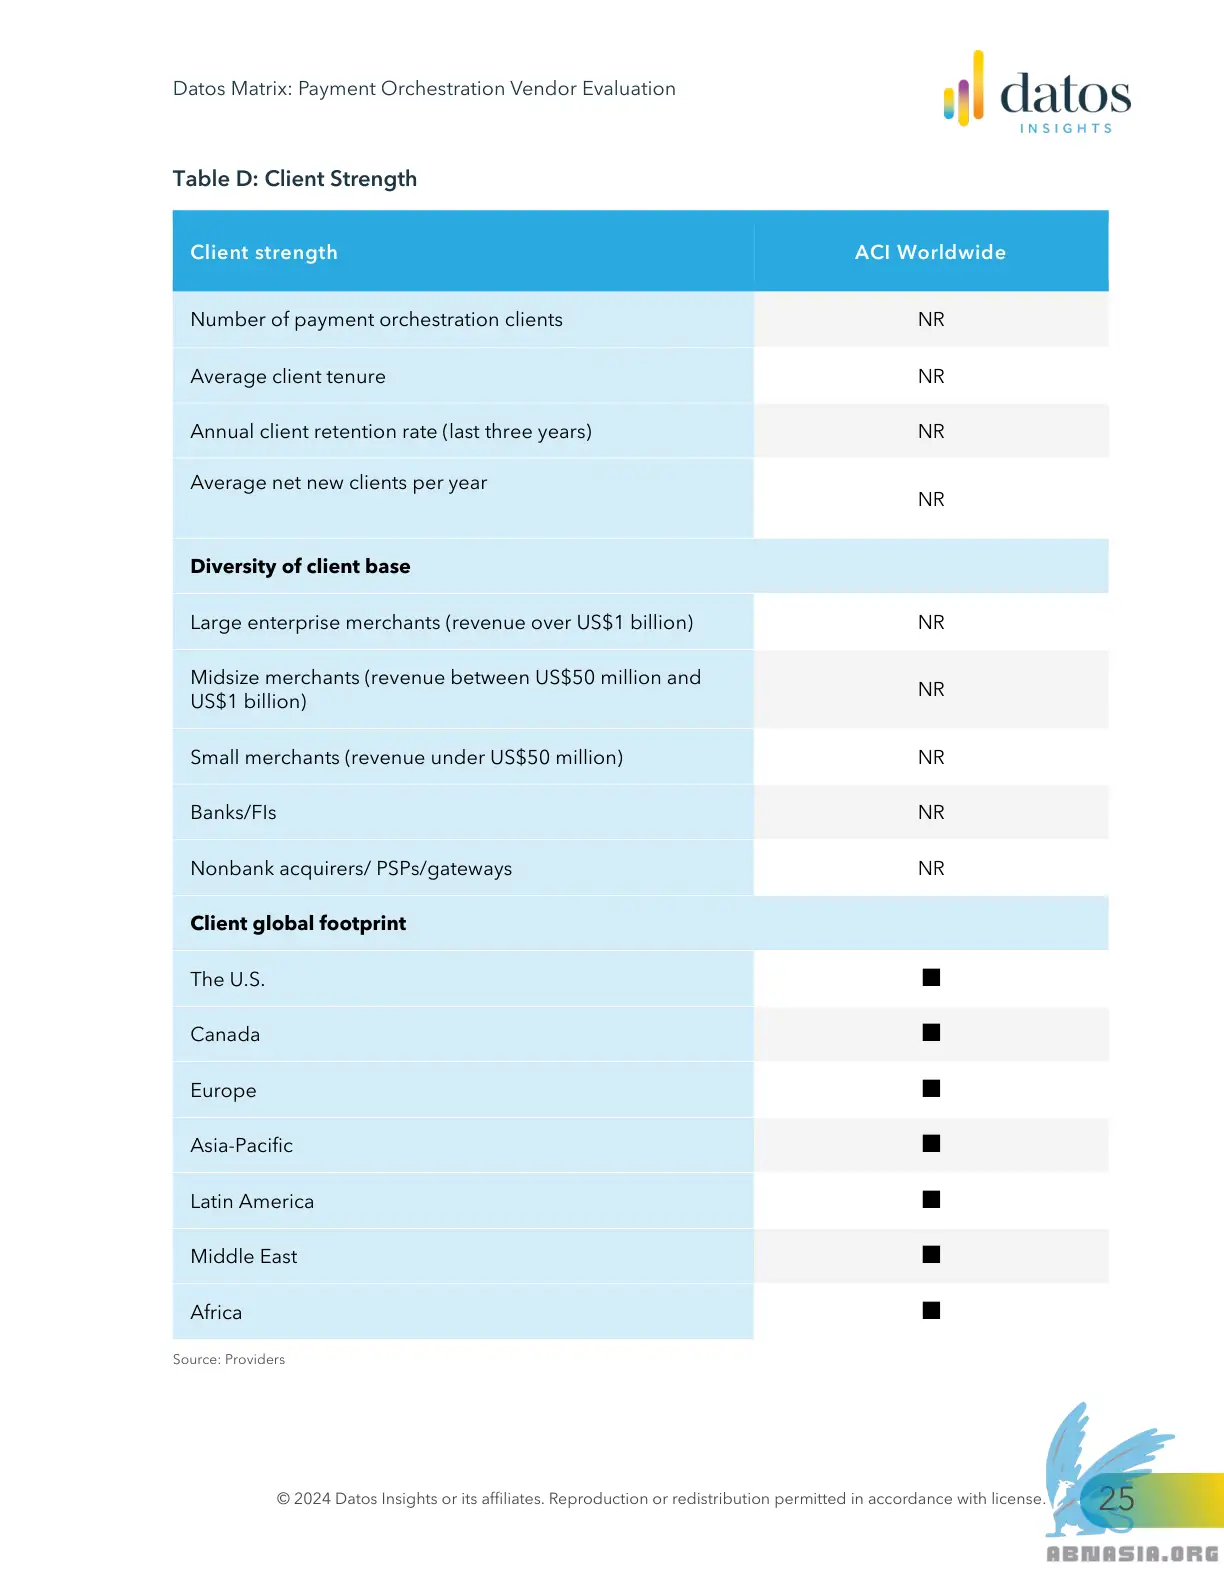 Datos Matrix: Payment Orchestration Vendor Evaluation
datos
INSIGHTS
Table D: Client Strength
Client strength ACI Worldwide
Number of payment orchestration clients NR
Average client tenure NR
Annual client retention rate (last three years) NR
Average net new clients per year NR
Diversity of client base
Large enterprise merchants (revenue over US$1 billion) NR
Midsize merchants (revenue between US$50 million and
US$1 billion) NR
Small merchants (revenue under US$50 million) NR
Banks/FIs NR
Nonbank acquirers/ PSPs/gateways NR
Client global footprint
The U.S. ■
Canada ■
Europe ■
Asia-Pacific ■
Latin America ■
Middle East ■
Africa ■
Source: Providers
© 2024 Datos Insights or its affiliates. Reproduction or redistribution permitted in accordance with license. 25
ABNASIA.ORG